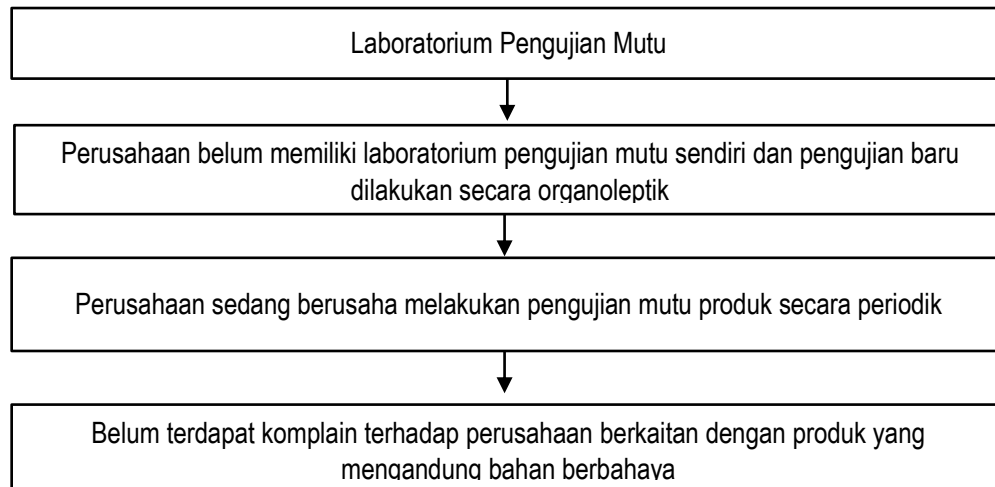 Laboratorium Pengujian Mutu
Perusahaan belum memiliki laboratorium pengujian mutu sendiri dan pengujian baru
dilakukan secara organoleptik
Perusahaan sedang berusaha melakukan pengujian mutu produk secara periodik
Belum terdapat komplain terhadap perusahaan berkaitan dengan produk yang
mengandung bahan berbahaya